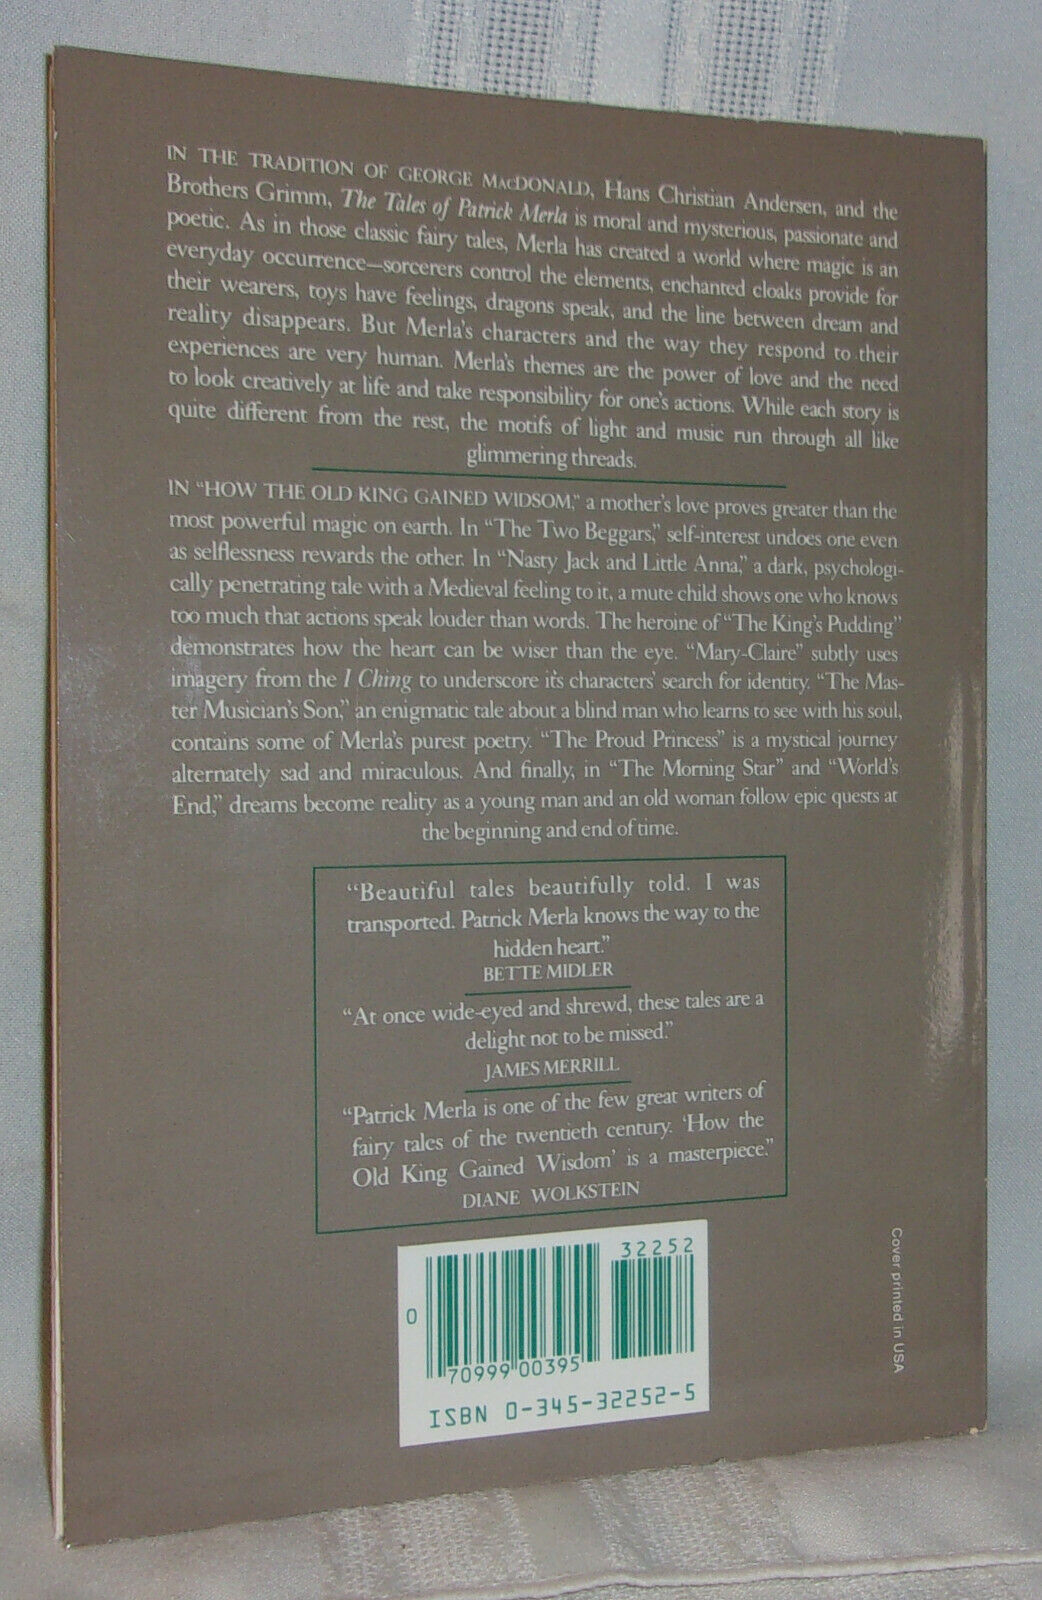 IN THE TRADITION OF GEORGE MacDONALD, Hans Christian Andersen, and the
Brothers Grimm, The Tales of Patrick Merla is moral and mysterious, passionate and
poetic. As in those classic fairy tales, Merla has created a world where magic is an
everyday occurrence—sorcerers control the elements, enchanted cloaks provide for
their wearers, toys have feelings, dragons speak, and the line between dream and
reality disappears. But Merla's characters and the way they respond to their
experiences are very human. Merla's themes are the power of love and the need
to look creatively at life and take responsibility for one's actions. While each story is
quite different from the rest, the motifs of light and music run through all like
glimmering threads.
IN "HOW THE OLD KING GAINED WIDSOM," a mother's love proves greater than the
most powerful magic on earth. In "The Two Beggars," self-interest undoes one even
as selflessness rewards the other. In "Nasty Jack and Little Anna," a dark, psychologi-
cally penetrating tale with a Medieval feeling to it, a mute child shows one who knows
too much that actions speak louder than words. The heroine of "The King's Pudding"
demonstrates how the heart can be wiser than the eye. "Mary-Claire" subtly uses
imagery from the I Ching to underscore it's characters' search for identity. "The Mas-
ter Musician's Son," an enigmatic tale about a blind man who learns to see with his soul,
contains some of Merla's purest poetry. "The Proud Princess" is a mystical journey
alternately sad and miraculous. And finally, in "The Morning Star" and "World's
End," dreams become reality as a young man and an old woman follow epic quests at
the beginning and end of time.
"Beautiful tales beautifully told. I was
transported. Patrick Merla knows the way to the
hidden heart."
BETTE MIDLER
"At once wide-eyed and shrewd, these tales are a
delight not to be missed."
JAMES MERRILL
"Patrick Merla is one of the few great writers of
fairy tales of the twentieth century. 'How the
Old King Gained Wisdom' is a masterpiece."
DIANE WOLKSTEIN
32252
0
70999 00395
ISBN 0-345-32252-5
Cover printed in USA